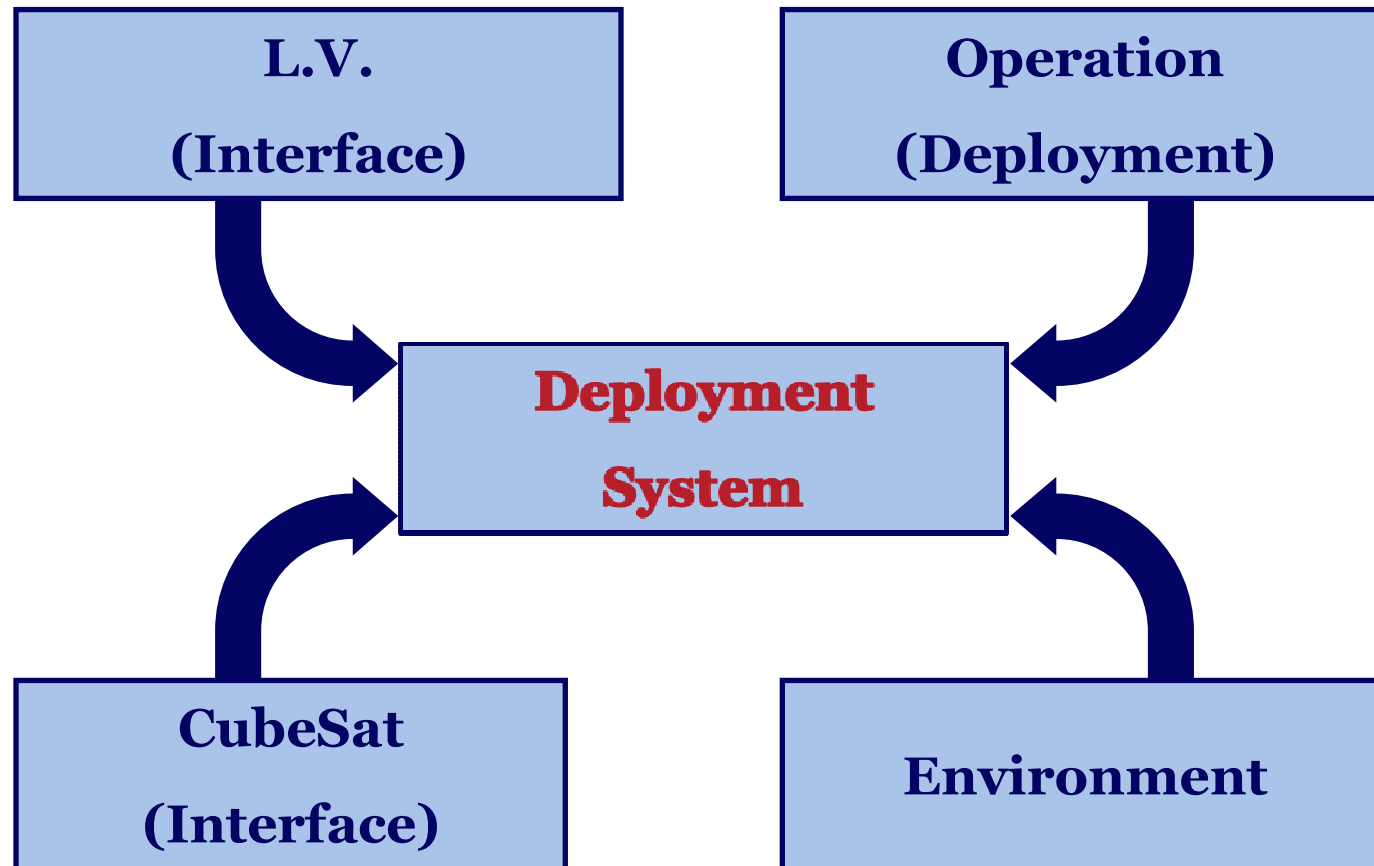 L.V.
(Interface)
Operation
(Deployment)
Deployment
System
CubeSat
(Interface)
Environment